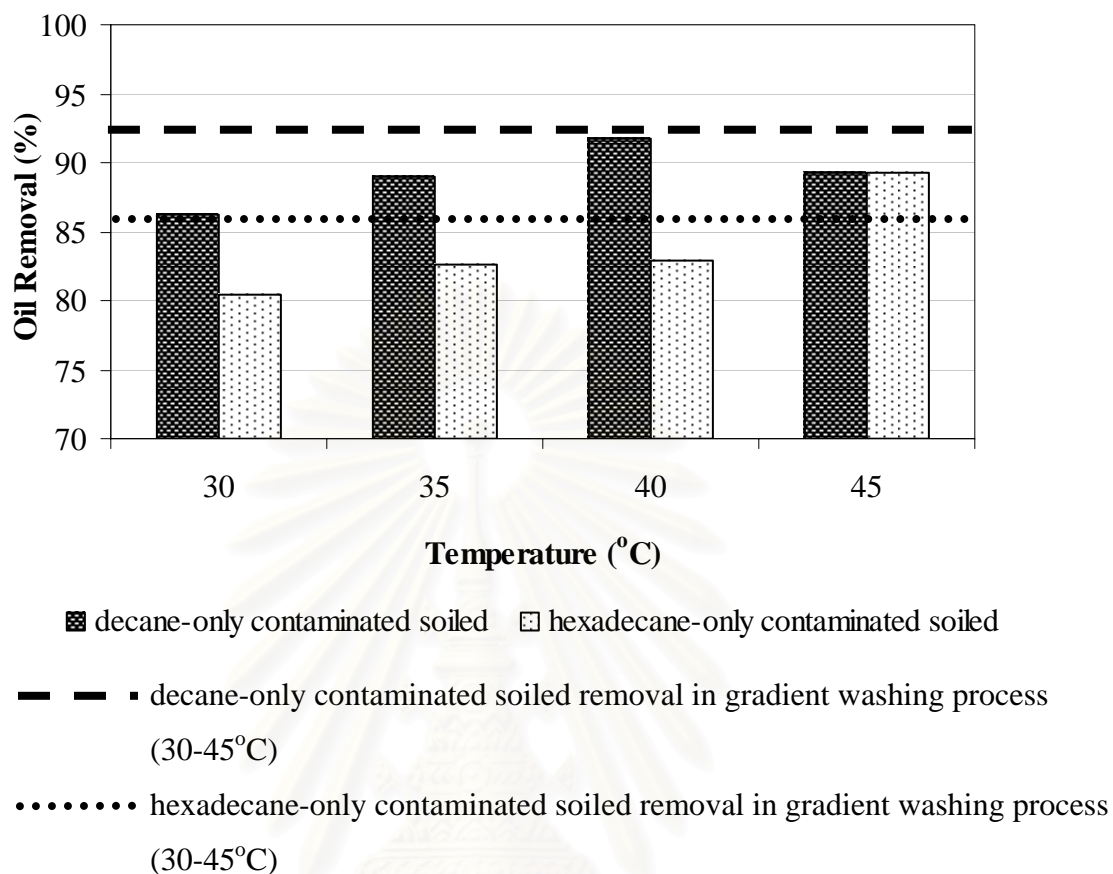 100
95
90
85
80
75
70
Oil Removal (%)
30 35 40 45
Temperature (°C)
decane-only contaminated soiled hexadecane-only contaminated soiled
decane-only contaminated soiled removal in gradient washing process
(30-45°C)
hexadecane-only contaminated soiled removal in gradient washing process
(30-45°C)